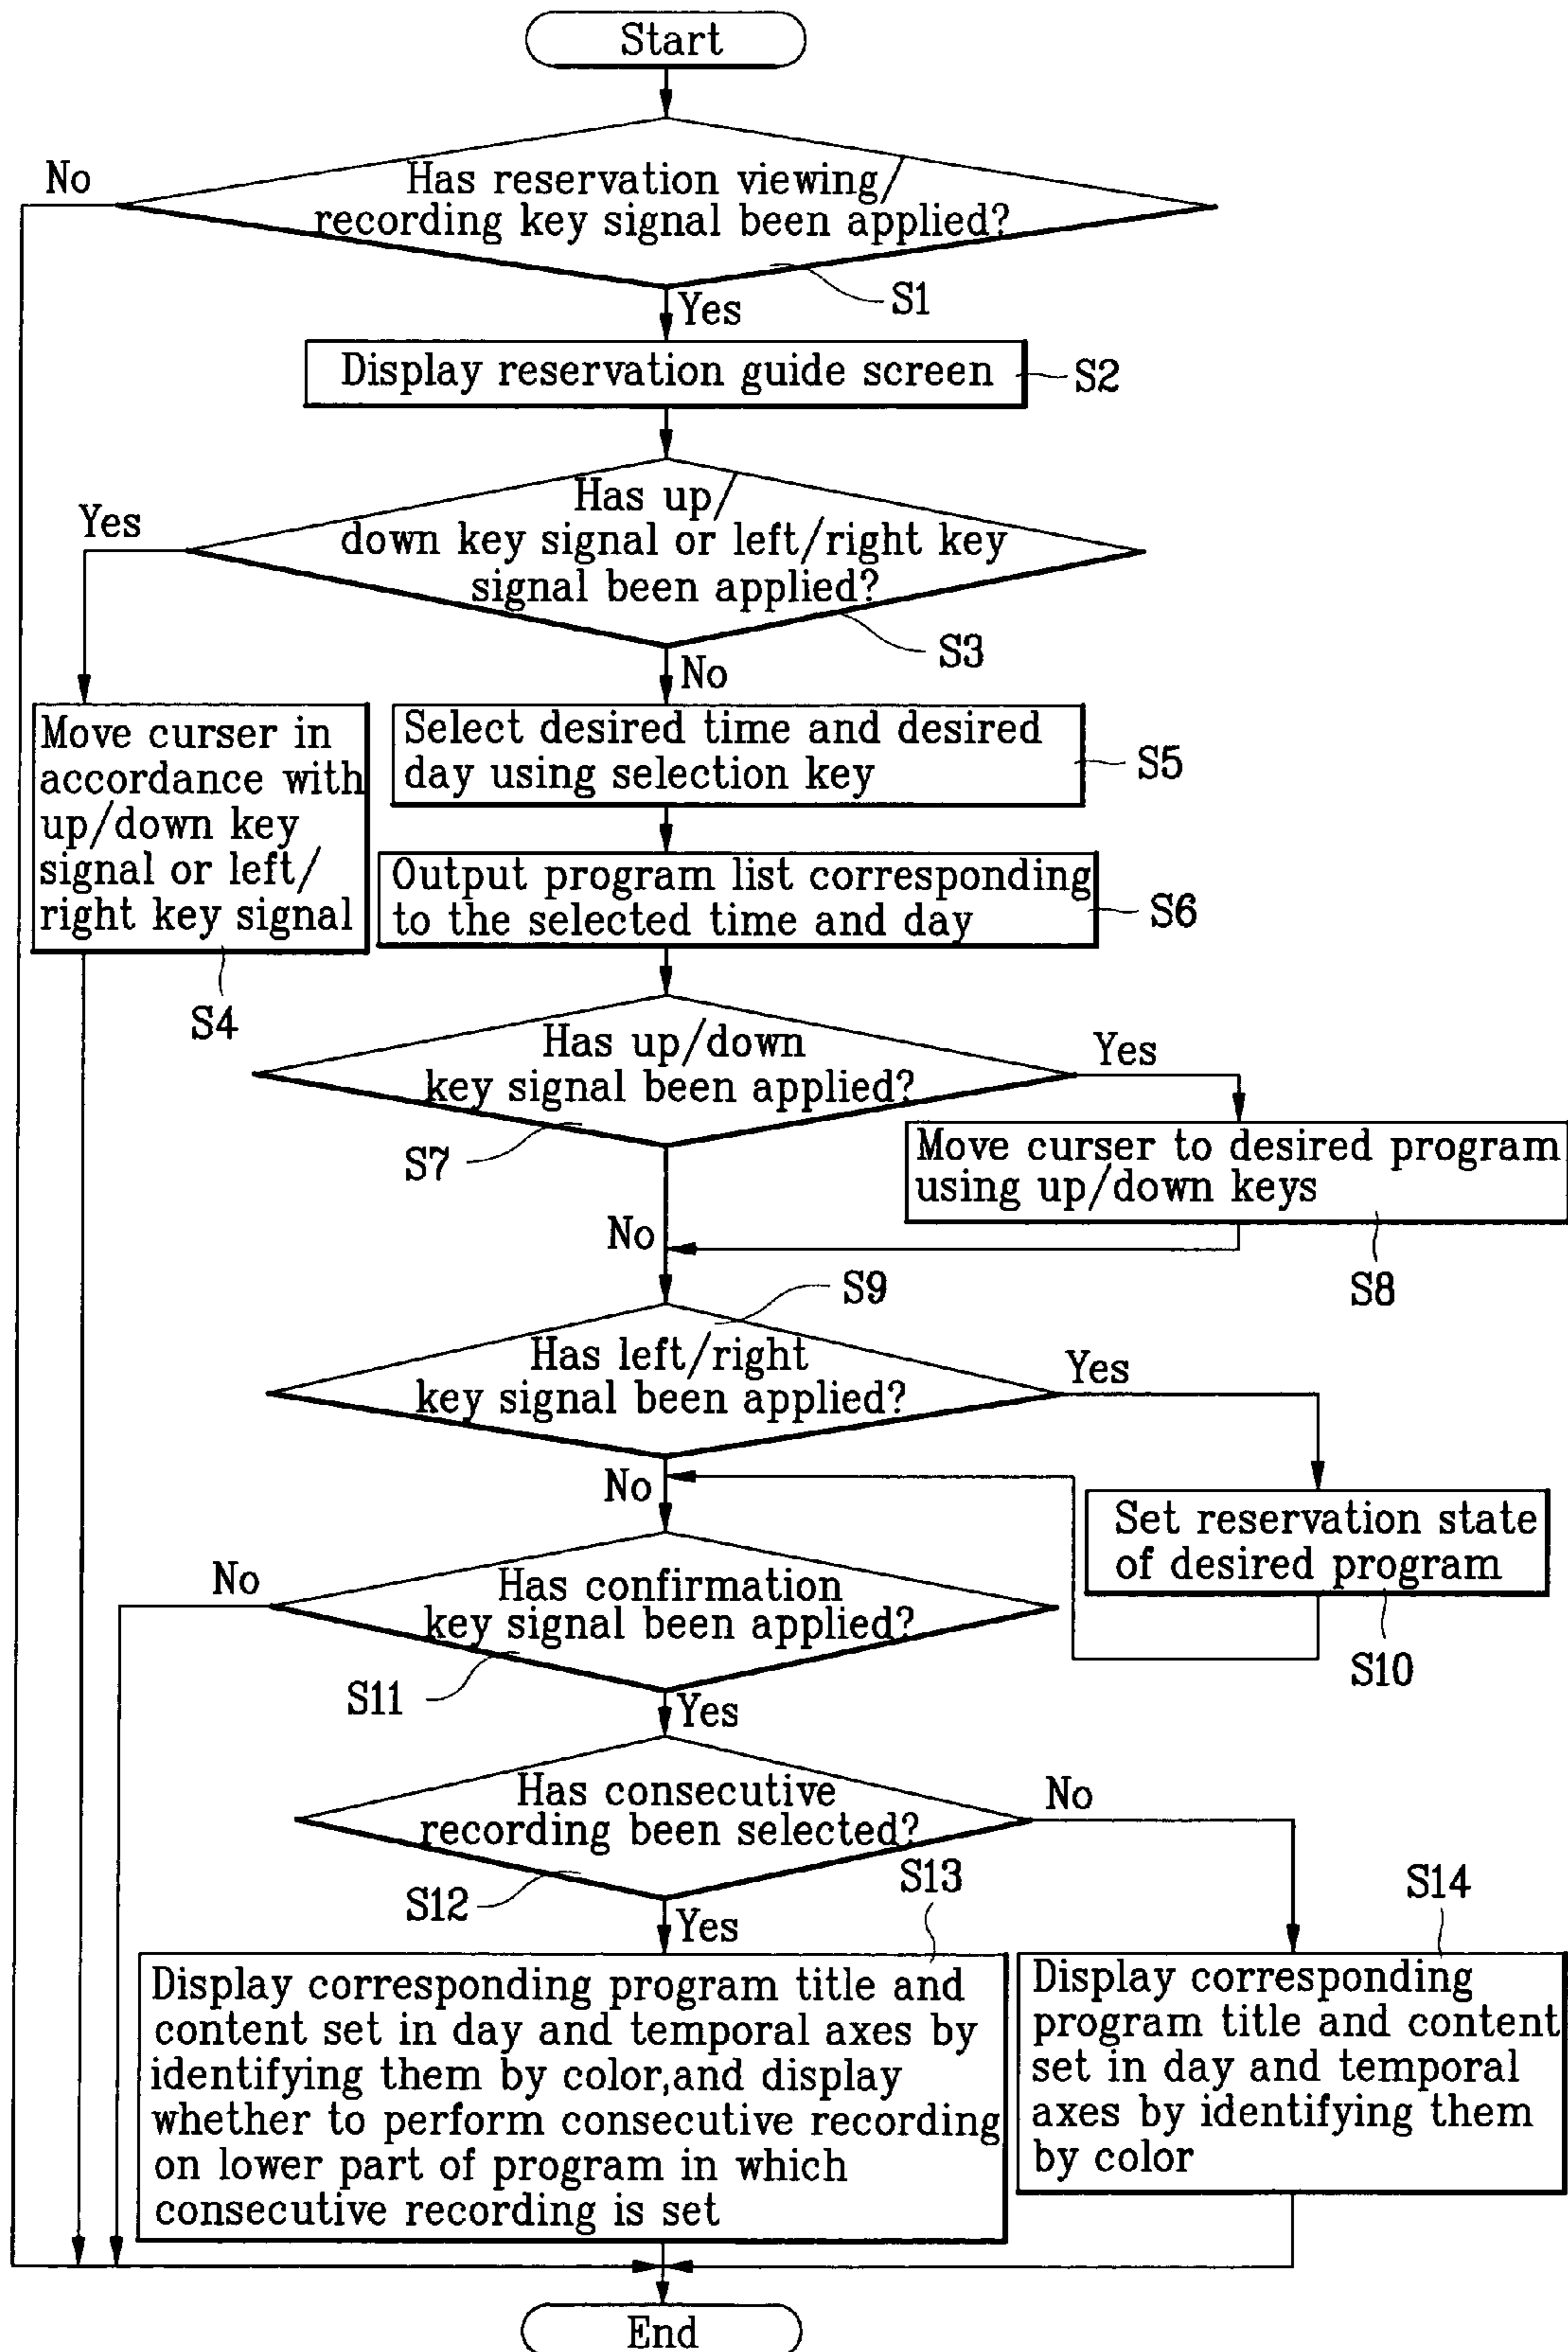 Start
No
Has reservation viewing/
recording key signal been applied?
S1
Yes
Display reservation guide screen
S2
Has up/
Yes
down key signal or left/right key
signal been applied?
S3
No
Move curser in
accordance with
up/down key
signal or left/
right key signal
S4
Select desired time and desired
day using selection key
S5
Output program list corresponding
to the selected time and day
S6
Has up/down
key signal been applied?
Yes
S7
Move curser to desired program
using up/down keys
No
S8
S9
Has left/right
key signal been applied?
Yes
No
Set reservation state
of desired program
S10
No
Has confirmation
key signal been applied?
S11
Yes
Has consecutive
recording been selected?
No
S12
S13
Yes
S14
Display corresponding program title and
content set in day and temporal axes by
identifying them by color,and display
whether to perform consecutive recording
on lower part of program in which
consecutive recording is set
Display corresponding
program title and content
set in day and temporal
axes by identifying them
by color
End